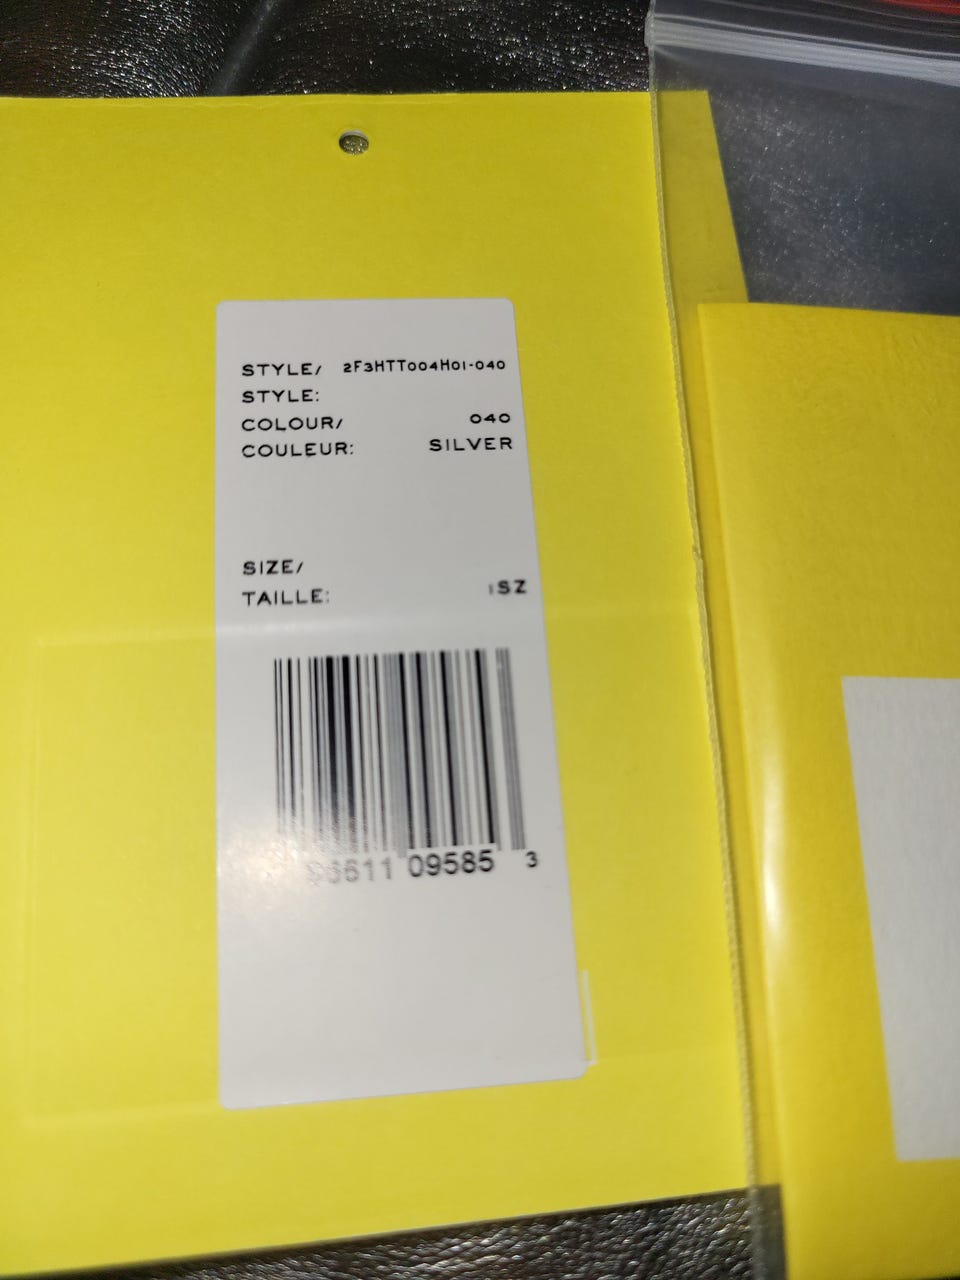 STYLE/ 2F3HTT004H01-040
STYLE:
COLOUR/ 040
COULEUR: SILVER
SIZE/
TAILLE: 1SZ
09585 3